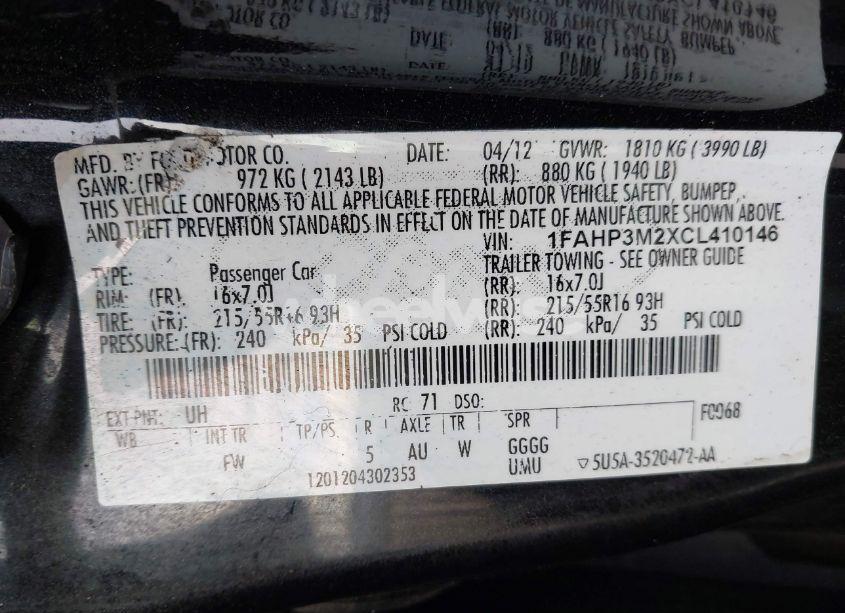 MFD. BY FO OTOR CO. DATE: 04/12 GVWR: 1810 KG ( 3990 LB)
GAWR:(FR) 972 KG ( 2143 LB) (RR): 880 KG ( 1940 LB)
THIS VEHICLE CONFORMS TO ALL APPLICABLE FEDERAL MOTOR VEHICLE SAFETY, BUMPER,
AND THEFT PREVENTION STANDARDS IN EFFECT ON THE DATE OF MANUFACTURE SHOWN ABOVE.
VIN: 1FAHP3M2XCL410146
TYPE: Passenger Car TRAILER TOWING - SEE OWNER GUIDE
RIM: (FR): 16x7.0J (RR): 16x7.0J
TIRE: (FR): 215/55R16 93H (RR): 215/55R16 93H
PRESSURE:(FR): 240 kPa/ 35 PSI COLD (RR): 240 kPa/ 35 PSI COLD
EXT PNT: UH RC: 71 DSO: F0068
WB INT TR TP/PS R AXLE TR SPR
FW 5 AU W GGGG
UMU
1201204302353 ▽5U5A-3520472-AA